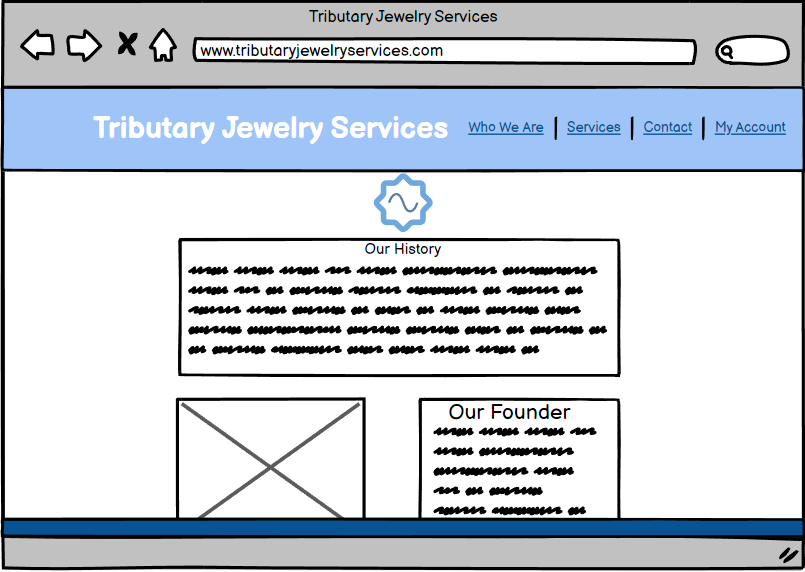 Tributary Jewelry Services
www.tributaryjewelryservices.com
Tributary Jewelry Services
Who We Are | Services | Contact | My Account
Our History
Our Founder